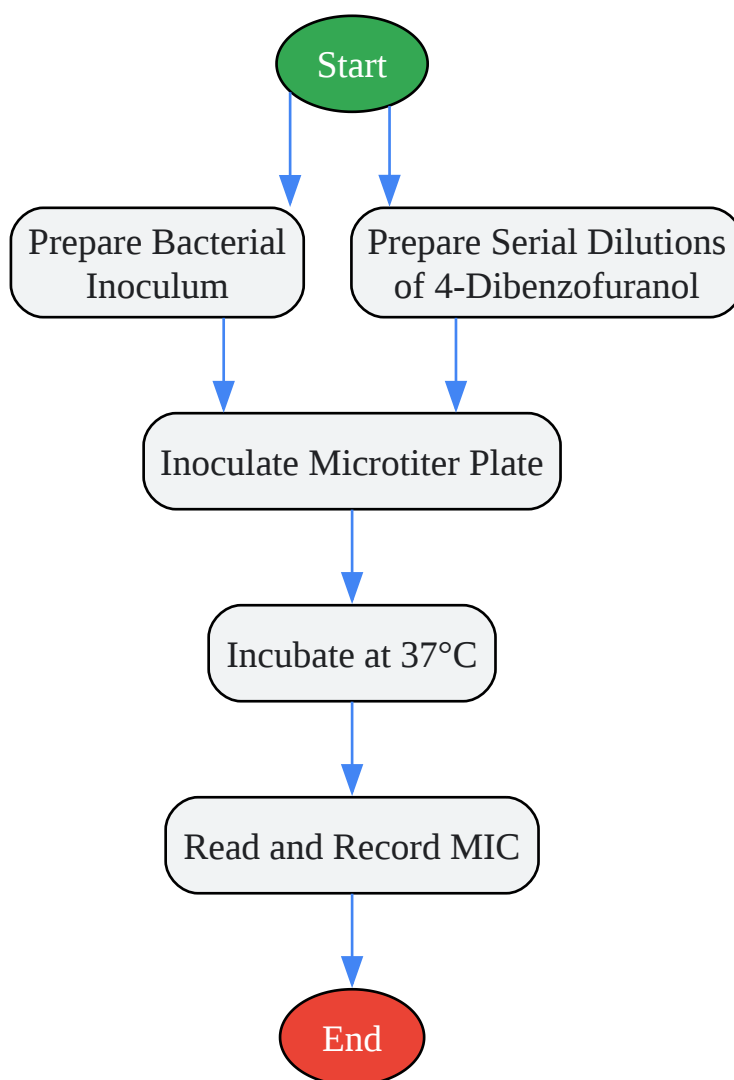 Start
Prepare Bacterial
Inoculum
Prepare Serial Dilutions
of 4-Dibenzofuranol
Inoculate Microtiter Plate
Incubate at 37°C
Read and Record MIC
End